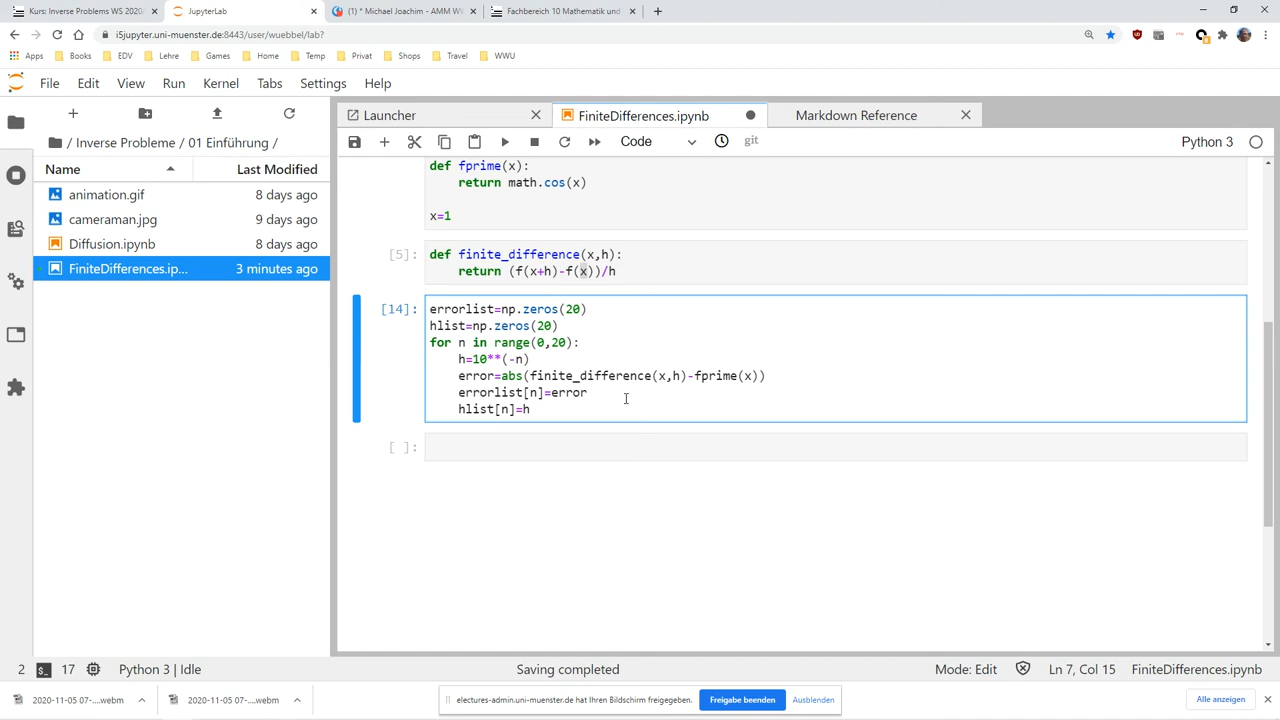 Kurs: Inverse Problems WS 2020/
JupyterLab
(1) * Michael Joachim - AMM WW
Fachbereich 10 Mathematik und
i5jupyter.uni-muenster.de:8443/user/wuebbel/lab?
Apps Books EDV Lehre Games Home Temp Privat Shops Travel WWU
File Edit View Run Kernel Tabs Settings Help
/ Inverse Probleme / 01 Einführung /
Name Last Modified
animation.gif 8 days ago
cameraman.jpg 9 days ago
Diffusion.ipynb 8 days ago
FiniteDifferences.ip... 3 minutes ago
Launcher FiniteDifferences.ipynb Markdown Reference
Code git Python 3
def fprime(x):
    return math.cos(x)
x=1
[5]: def finite_difference(x,h):
    return (f(x+h)-f(x))/h
[14]: errorlist=np.zeros(20)
hlist=np.zeros(20)
for n in range(0,20):
    h=10**(-n)
    error=abs(finite_difference(x,h)-fprime(x))
    errorlist[n]=error
    hlist[n]=h
[ ]:
2 17 Python 3 | Idle Saving completed Mode: Edit Ln 7, Col 15 FiniteDifferences.ipynb
2020-11-05 07-....webm 2020-11-05 07-....webm electures-admin.uni-muenster.de hat Ihren Bildschirm freigegeben. Freigabe beenden Ausblenden Alle anzeigen